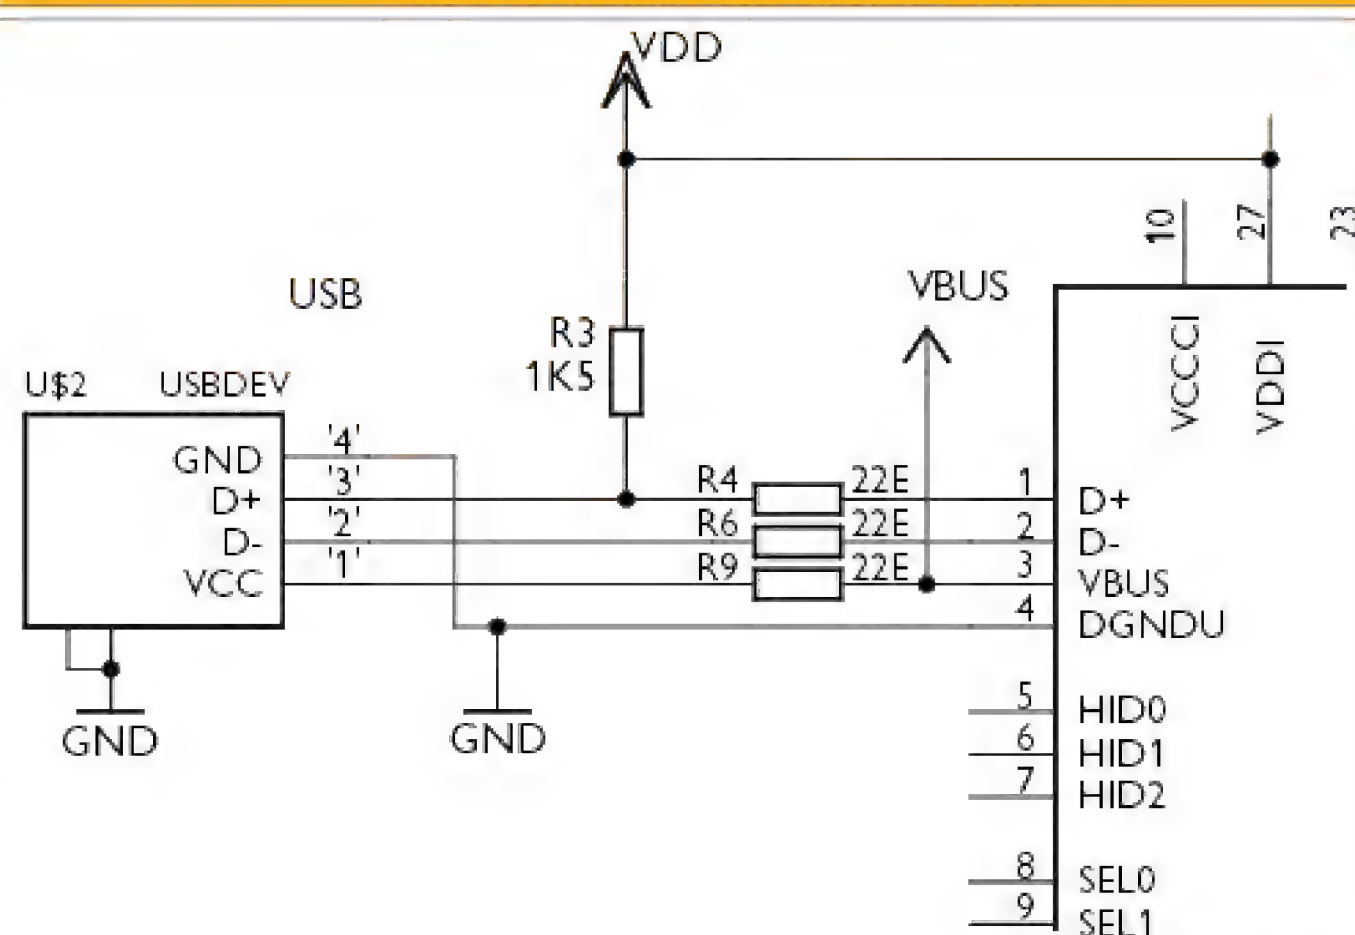 VDD
10
27
23
USB
VBUS
R3
1K5
VCCCI
VDDI
U$2 USBDEV
GND '4'
D+ '3' R4 22E 1 D+
D- '2' R6 22E 2 D-
VCC '1' R9 22E 3 VBUS
4 DGNDU
GND
GND
5 HID0
6 HID1
7 HID2
8 SEL0
9 SEL1